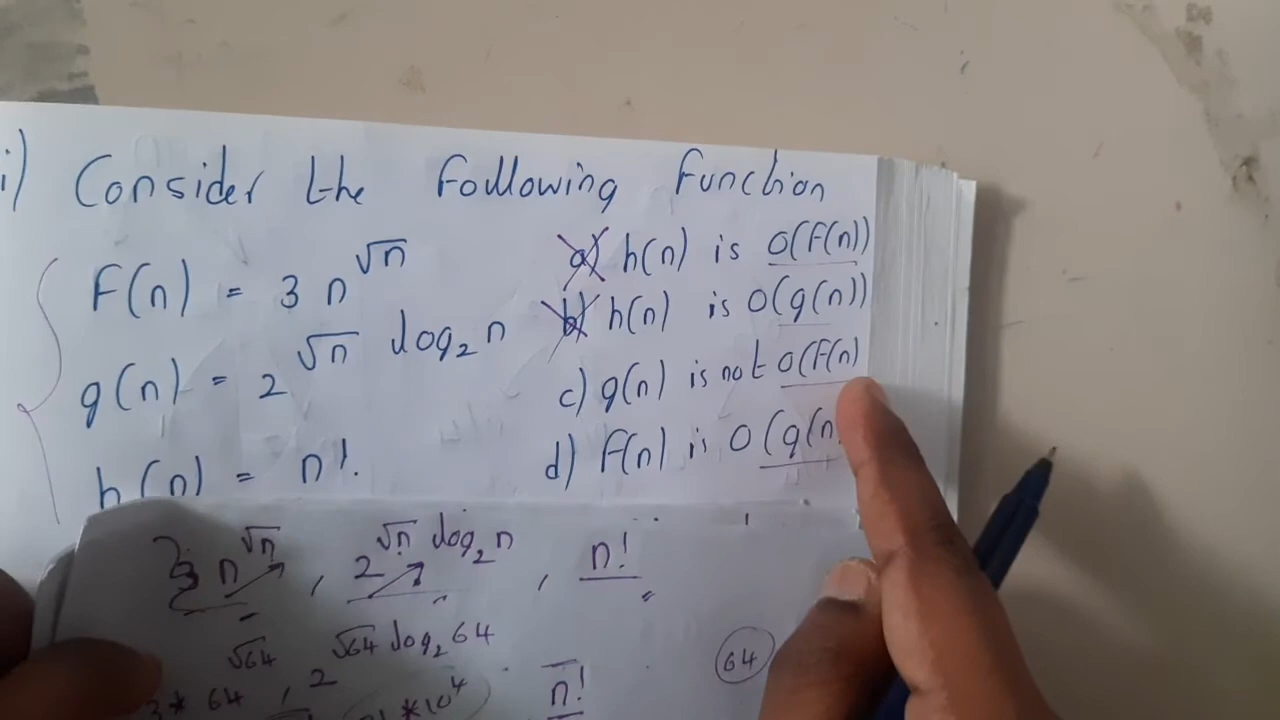 i) Consider the following function
F(n) = 3 n^√n
g(n) = 2^√n log₂ n
h(n) = n!
a) h(n) is O(F(n))
b) h(n) is O(g(n))
c) g(n) is not O(F(n)
d) F(n) is O(g(n
3 n^√n , 2^√n log₂ n , n!
3 * 64^√64 , 2^√64 log₂ 64
64
* 10⁴
n!